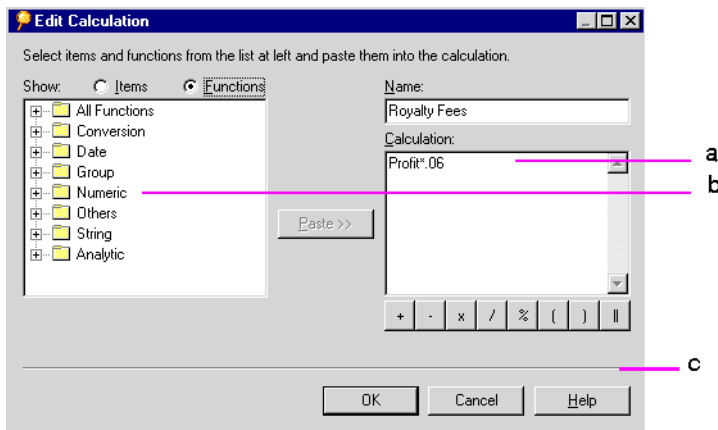 Edit Calculation
Select items and functions from the list at left and paste them into the calculation.
Show: Items Functions
All Functions
Conversion
Date
Group
Numeric
Others
String
Analytic
Paste >>
Name:
Royalty Fees
Calculation:
Profit*.06
+ - x / % ( ) ||
a
b
c
OK Cancel Help